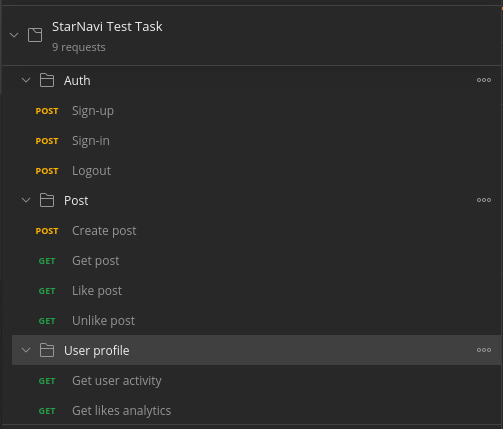 StarNavi Test Task
9 requests
Auth
POST Sign-up
POST Sign-in
POST Logout
Post
POST Create post
GET Get post
GET Like post
GET Unlike post
User profile
GET Get user activity
GET Get likes analytics